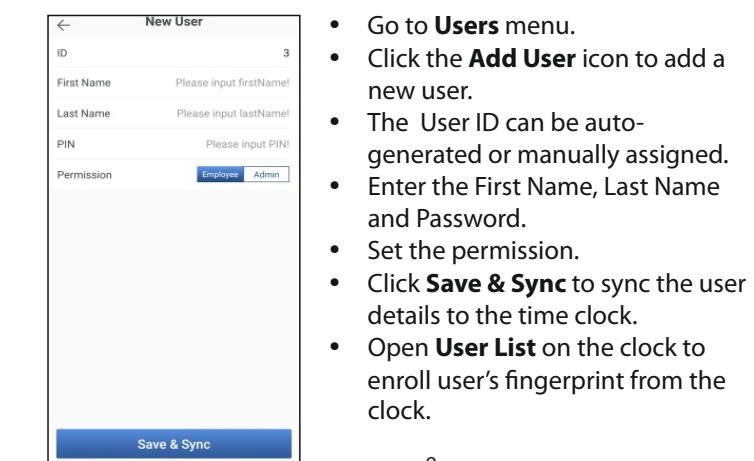 New User
ID 3
First Name Please input firstName!
Last Name Please input lastName!
PIN Please input PIN!
Permission Employee Admin
Save & Sync
• Go to Users menu.
• Click the Add User icon to add a
new user.
• The User ID can be auto-
generated or manually assigned.
• Enter the First Name, Last Name
and Password.
• Set the permission.
• Click Save & Sync to sync the user
details to the time clock.
• Open User List on the clock to
enroll user's fingerprint from the
clock.